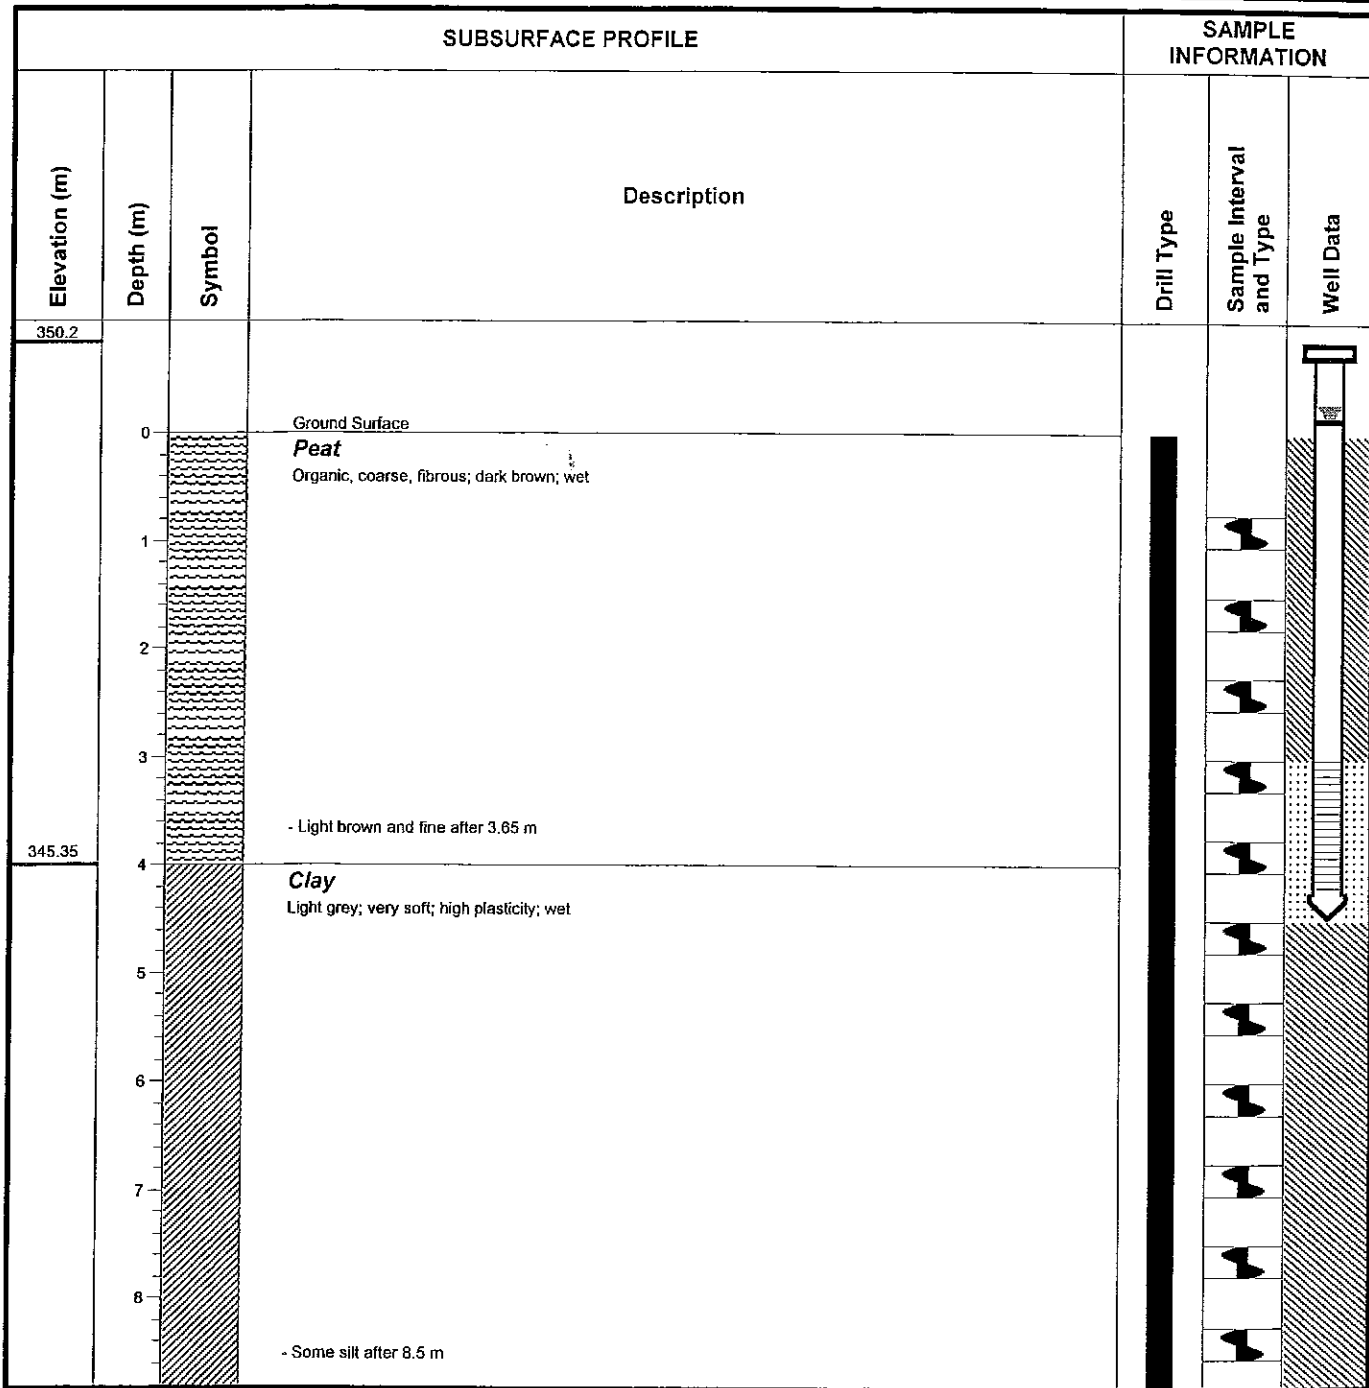 SUBSURFACE PROFILE
SAMPLE
INFORMATION
Elevation (m)
Depth (m)
Symbol
Description
Drill Type
Sample Interval
and Type
Well Data
350.2
Ground Surface
0
Peat
Organic, coarse, fibrous; dark brown; wet
1
2
3
- Light brown and fine after 3.65 m
345.35
4
Clay
Light grey; very soft; high plasticity; wet
5
6
7
8
- Some silt after 8.5 m